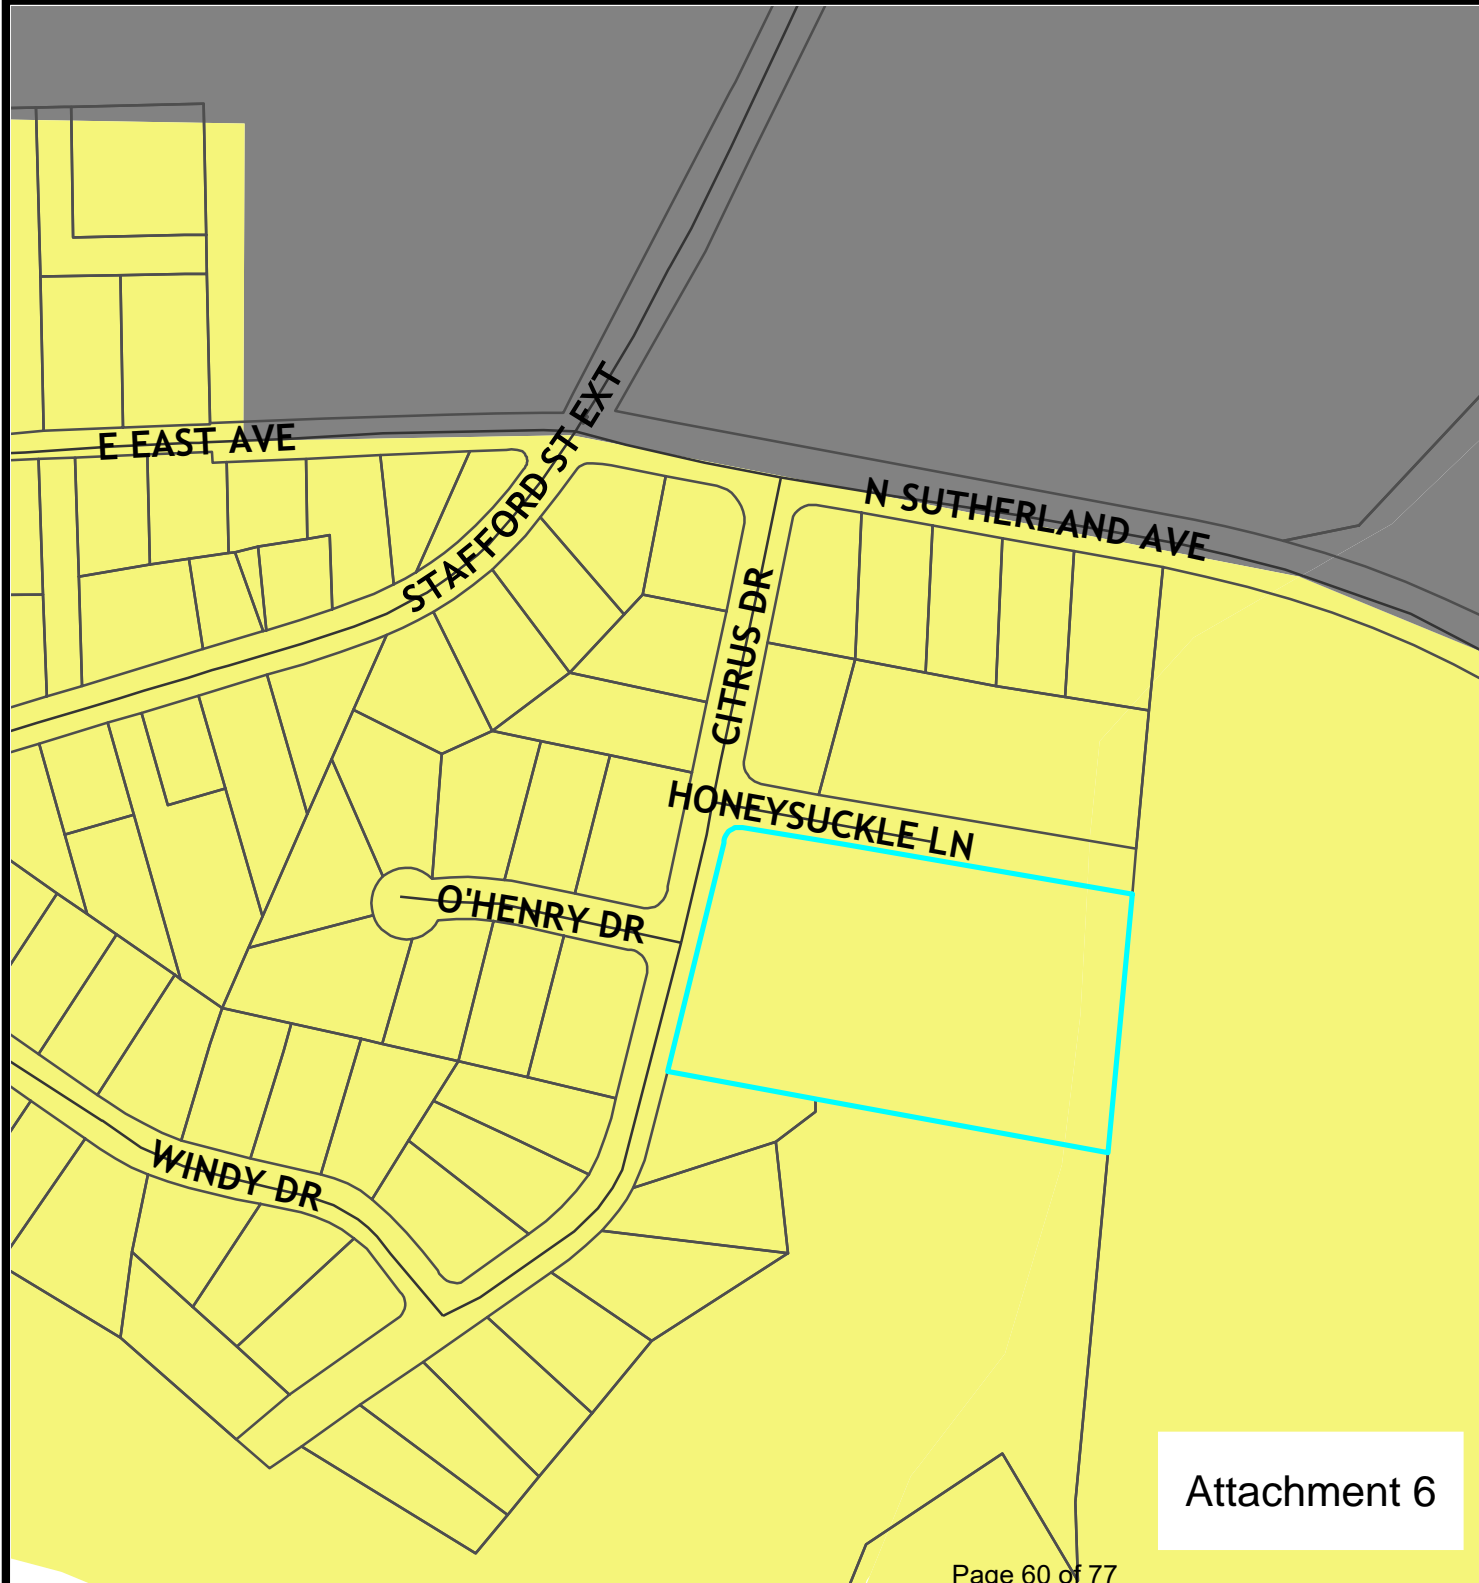 STAFFORD ST EXT
E EAST AVE
N SUTHERLAND AVE
CITRUS DR
HONEYSUCKLE LN
O'HENRY DR
WINDY DR
Attachment 6
Page 60 of 77